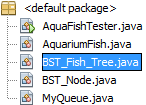 <default package>
AquaFishTester.java
AquariumFish.java
BST_Fish_Tree.java
BST_Node.java
MyQueue.java